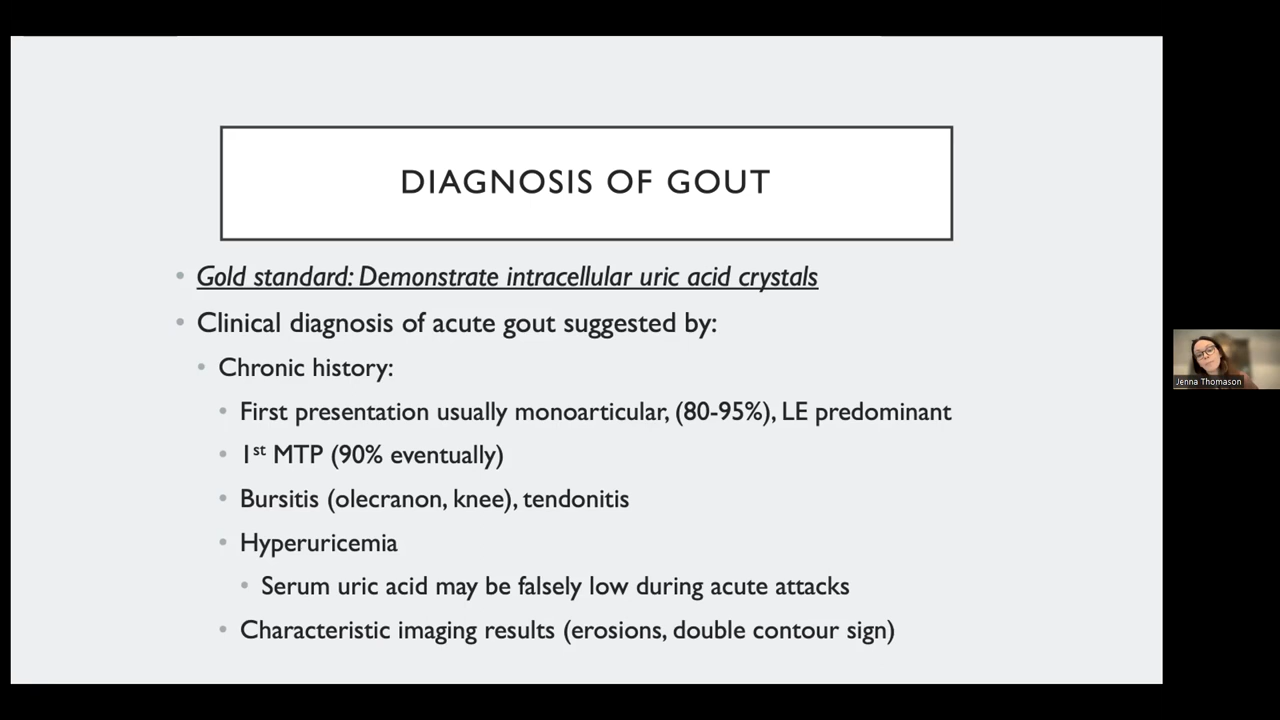 DIAGNOSIS OF GOUT
• Gold standard: Demonstrate intracellular uric acid crystals
• Clinical diagnosis of acute gout suggested by:
• Chronic history:
• First presentation usually monoarticular, (80-95%), LE predominant
• 1st MTP (90% eventually)
• Bursitis (olecranon, knee), tendonitis
• Hyperuricemia
• Serum uric acid may be falsely low during acute attacks
• Characteristic imaging results (erosions, double contour sign)
Jenna Thomason